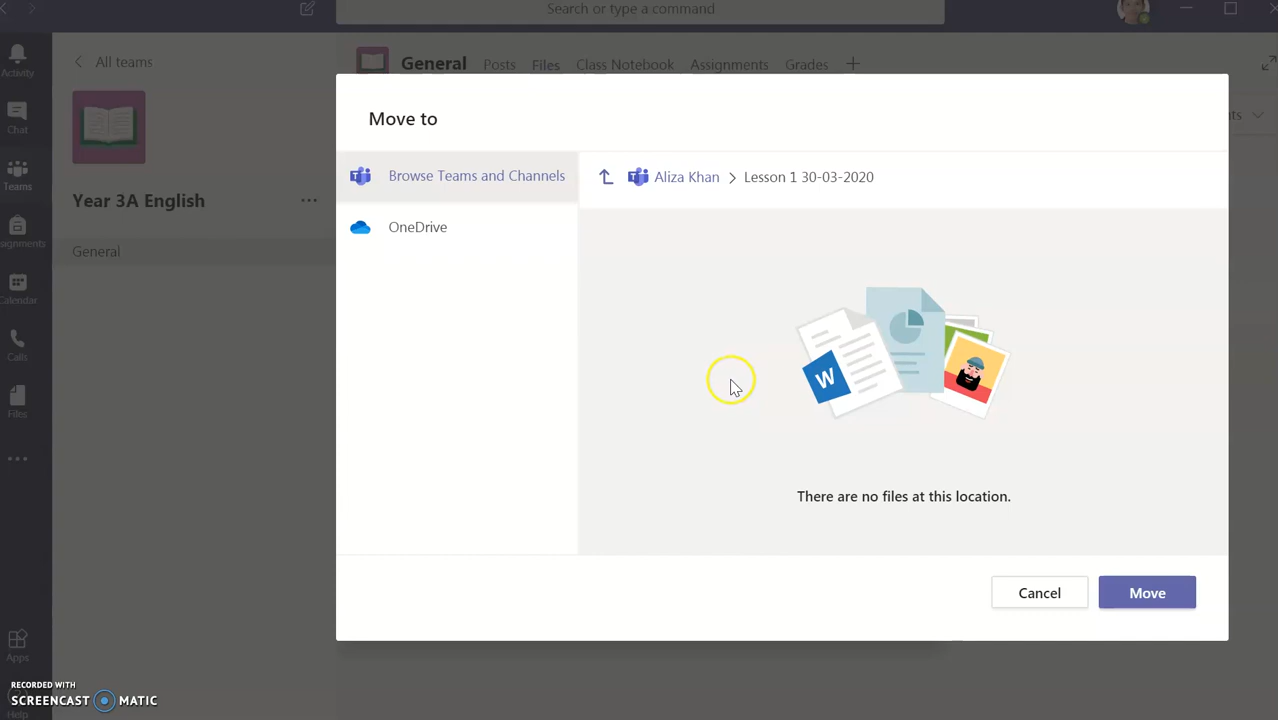 Search or type a command
Activity
Chat
Teams
signments
Calendar
Calls
Files
Apps
Help
All teams
Year 3A English
General
General Posts Files Class Notebook Assignments Grades
ts
Move to
Browse Teams and Channels
OneDrive
Aliza Khan > Lesson 1 30-03-2020
W
There are no files at this location.
Cancel Move
RECORDED WITH
SCREENCAST MATIC